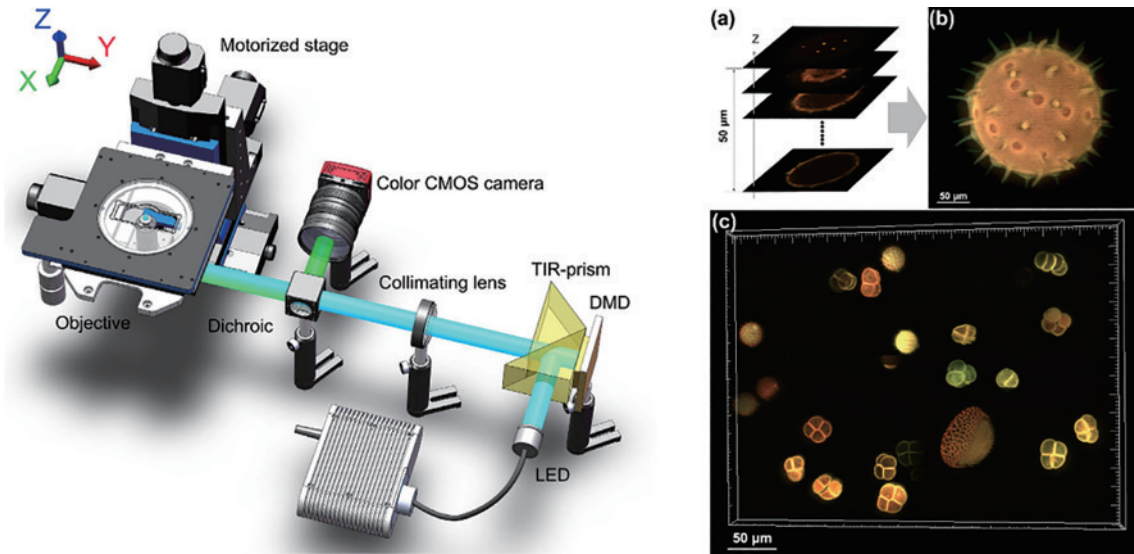 Z
Y
X
Motorized stage
Color CMOS camera
TIR-prism
DMD
Collimating lens
Objective
Dichroic
LED
(a)
Z
50 μm
(b)
50 μm
(c)
50 μm